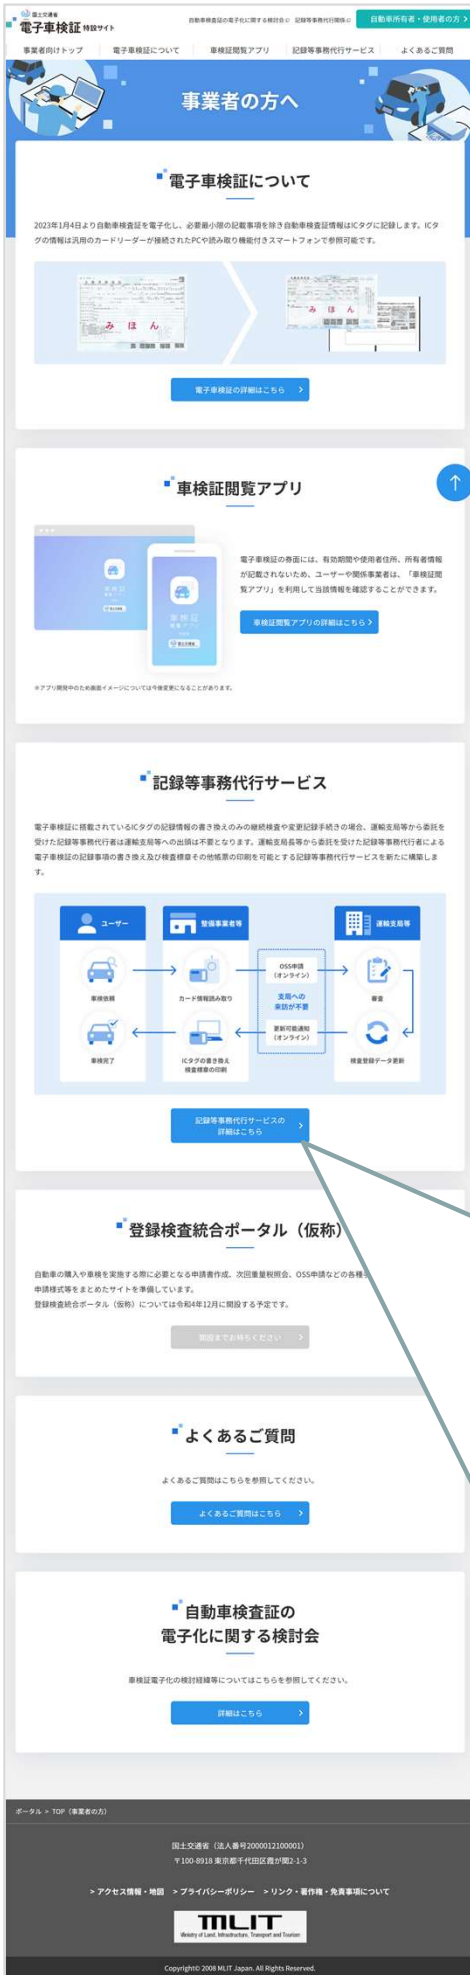 国土交通省
電子車検証 特設サイト
自動車検査証の電子化に関する検討会
記録等事務代行関係
自動車所有者・使用者の方
事業者向けトップ
電子車検証について
車検証閲覧アプリ
記録等事務代行サービス
よくあるご質問
事業者の方へ
電子車検証について
2023年1月4日より自動車検査証を電子化し、必要最小限の記載事項を除き自動車検査証情報はICタグに記録します。ICタ
グの情報は汎用のカードリーダーが接続されたPCや読み取り機能付きスマートフォンで参照可能です。
みほん
みほん
電子車検証の詳細はこちら
車検証閲覧アプリ
車検証
閲覧アプリ
国土交通省
車検証
閲覧アプリ
国土交通省
電子車検証の券面には、有効期間や使用者住所、所有者情報
が記載されないため、ユーザーや関係事業者は、「車検証閲
覧アプリ」を利用して当該情報を確認することができます。
車検証閲覧アプリの詳細はこちら
※アプリ開発中のため画面イメージについては今後変更になることがあります。
記録等事務代行サービス
電子車検証に搭載されているICタグの記録情報の書き換えのみの継続検査や変更記録手続きの場合、運輸支局等から委託を
受けた記録等事務代行者は運輸支局等への出頭は不要となります。運輸支局長等から委託を受けた記録等事務代行者による
電子車検証の記録事項の書き換え及び検査標章その他帳票の印刷を可能とする記録等事務代行サービスを新たに構築しま
す。
ユーザー
整備事業者等
運輸支局等
車検依頼
カード情報読み取り
OSS申請
(オンライン)
審査
支局への
来訪が不要
車検完了
ICタグの書き換え
検査標章の印刷
更新可能通知
(オンライン)
検査登録データ更新
記録等事務代行サービスの
詳細はこちら
登録検査統合ポータル（仮称）
自動車の購入や車検を実施する際に必要となる申請書作成、次回重量税照会、OSS申請などの各種
申請様式等をまとめたサイトを準備しています。
登録検査統合ポータル（仮称）については令和4年12月に開設する予定です。
開設までお待ちください
よくあるご質問
よくあるご質問はこちらを参照してください。
よくあるご質問はこちら
自動車検査証の
電子化に関する検討会
車検証電子化の検討経緯等についてはこちらを参照してください。
詳細はこちら
ポータル > TOP（事業者の方）
国土交通省（法人番号2000012100001）
〒100-8918 東京都千代田区霞が関2-1-3
> アクセス情報・地図 > プライバシーポリシー > リンク・著作権・免責事項について
MLIT
Ministry of Land, Infrastructure, Transport and Tourism
Copyright© 2008 MLIT Japan. All Rights Reserved.